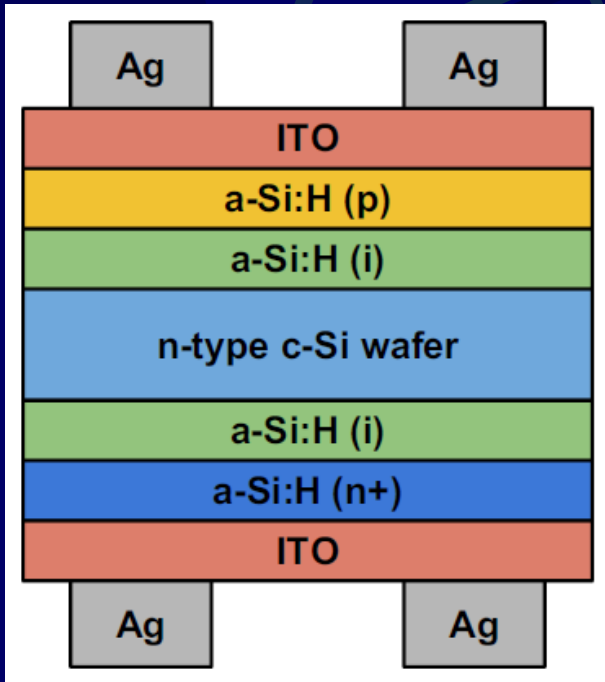 Ag Ag
ITO
a-Si:H (p)
a-Si:H (i)
n-type c-Si wafer
a-Si:H (i)
a-Si:H (n+)
ITO
Ag Ag